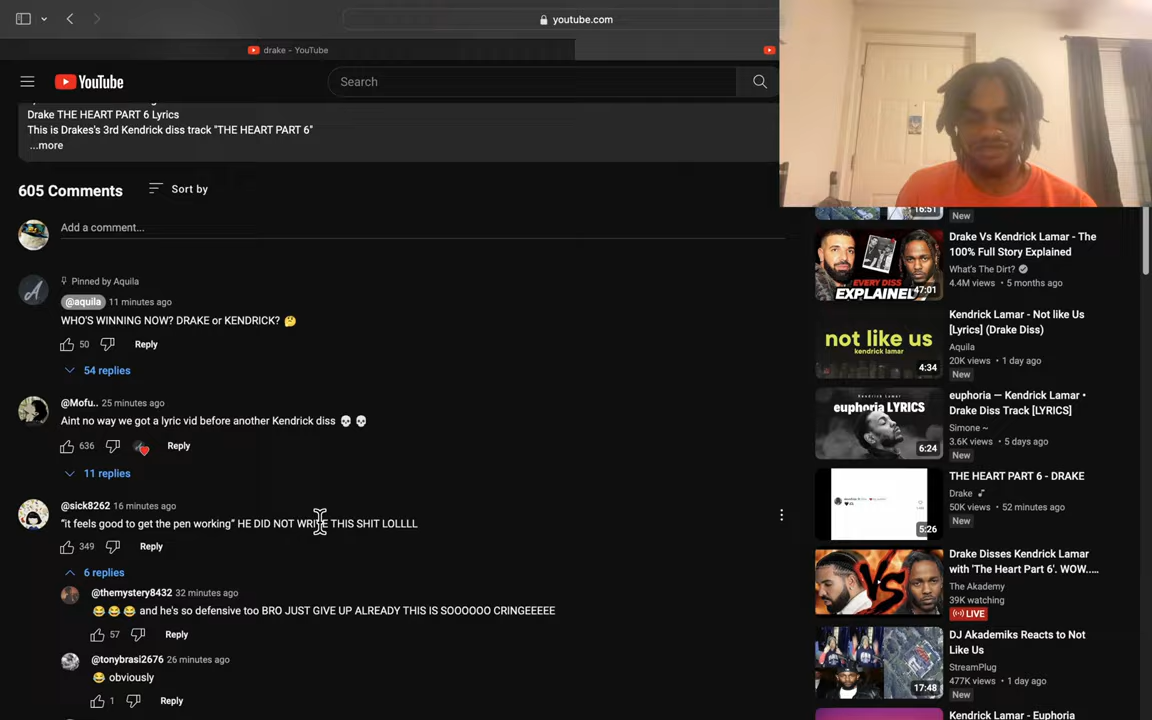 youtube.com
drake - YouTube
YouTube
Search
Drake THE HEART PART 6 Lyrics
This is Drakes's 3rd Kendrick diss track "THE HEART PART 6"
...more
605 Comments
Sort by
Add a comment...
Pinned by Aquila
@aquila 11 minutes ago
WHO'S WINNING NOW? DRAKE or KENDRICK? 🤔
50
Reply
54 replies
@Mofu.. 25 minutes ago
Aint no way we got a lyric vid before another Kendrick diss 💀 💀
636
Reply
11 replies
@sick8262 16 minutes ago
"it feels good to get the pen working" HE DID NOT WRITE THIS SHIT LOLLLL
349
Reply
6 replies
@themystery8432 32 minutes ago
😂 😂 😂 and he's so defensive too BRO JUST GIVE UP ALREADY THIS IS SOOOOOO CRINGEEEEE
57
Reply
@tonybrasi2676 26 minutes ago
😂 obviously
1
Reply
16:51
New
EVERY DISS
EXPLAINED
47:01
Drake Vs Kendrick Lamar - The
100% Full Story Explained
What's The Dirt?
4.4M views • 5 months ago
not like us
kendrick lamar
4:34
Kendrick Lamar - Not like Us
[Lyrics] (Drake Diss)
Aquila
20K views • 1 day ago
New
euphoria LYRICS
6:24
euphoria — Kendrick Lamar •
Drake Diss Track [LYRICS]
Simone ~
3.6K views • 5 days ago
New
5:26
THE HEART PART 6 - DRAKE
Drake
50K views • 52 minutes ago
New
VS
Drake Disses Kendrick Lamar
with 'The Heart Part 6'. WOW.....
The Academy
39K watching
LIVE
17:48
DJ Akademiks Reacts to Not
Like Us
StreamPlug
477K views • 1 day ago
New
Kendrick Lamar - Euphoria